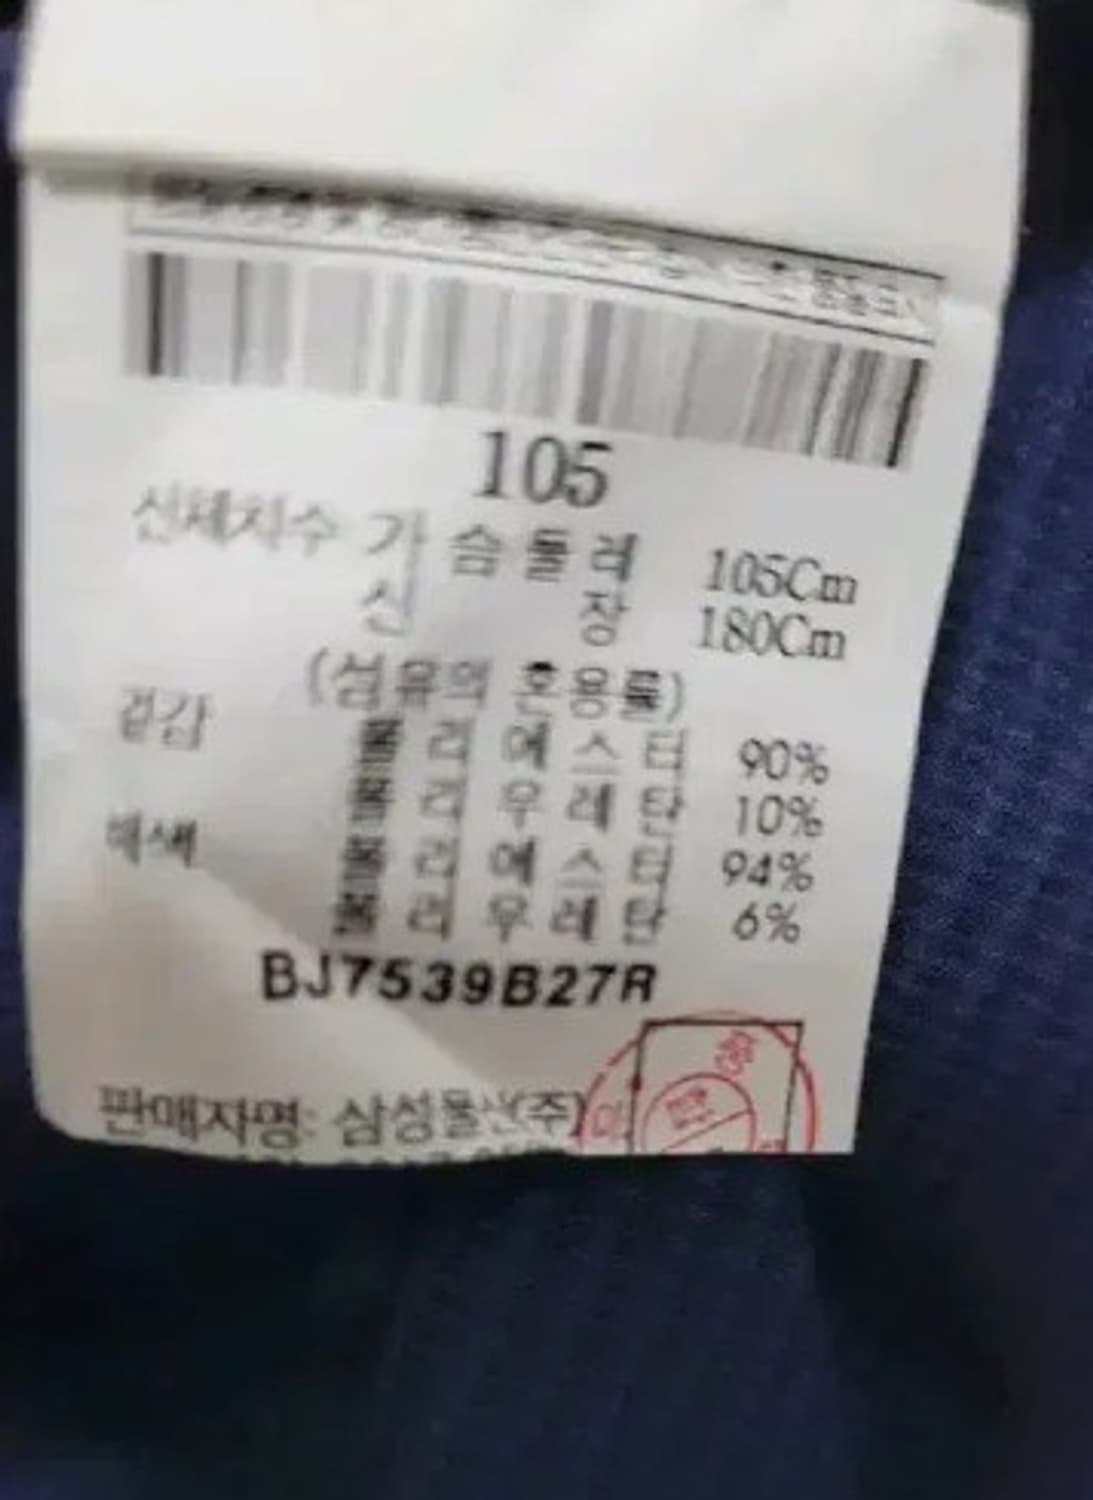 105
신체치수 가슴둘레 105Cm
신 장 180Cm
(섬유의 혼용률)
겉감 폴리에스터 90%
폴리우레탄 10%
배색 폴리에스터 94%
폴리우레탄 6%
BJ7539B27R
판매자명: 삼성물산(주)